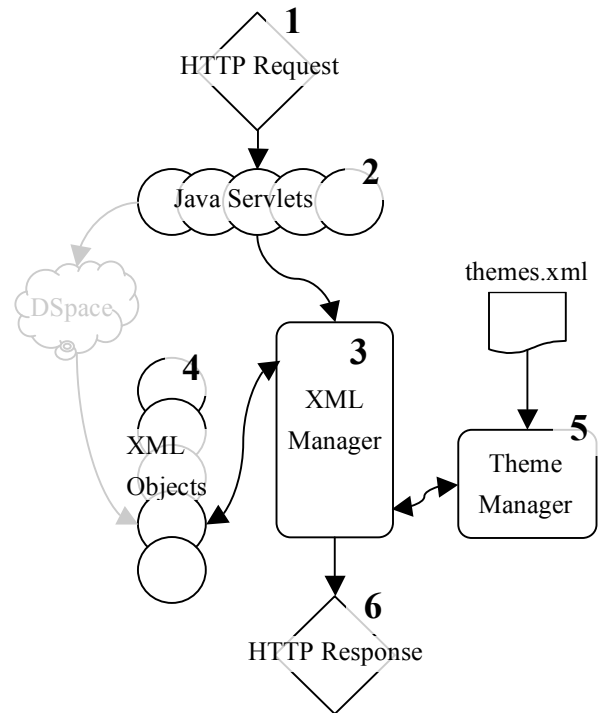 1
HTTP Request
2
Java Servlets
DSpace
themes.xml
3
XML
Manager
4
XML
Objects
5
Theme
Manager
6
HTTP Response